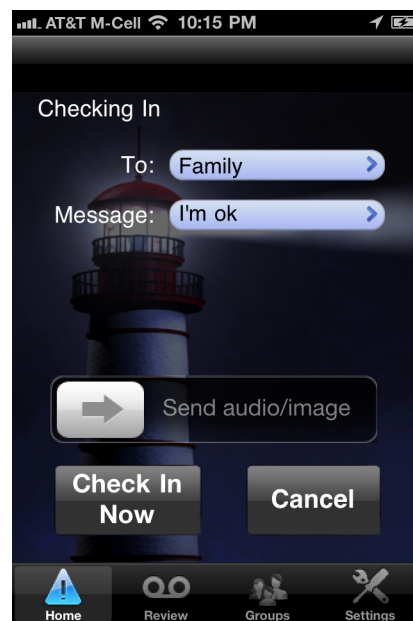 AT&T M-Cell 10:15 PM
Checking In
To: Family
Message: I'm ok
Send audio/image
Check In
Now
Cancel
Home Review Groups Settings